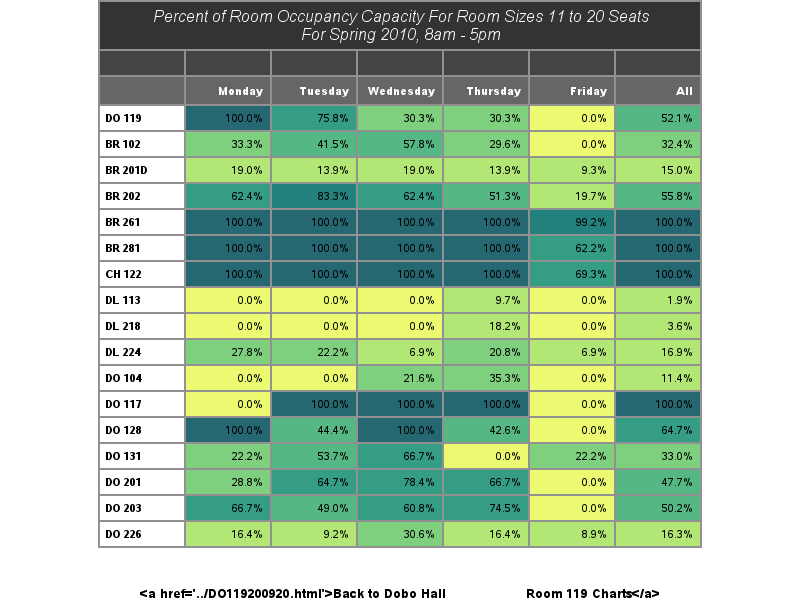 Percent of Room Occupancy Capacity For Room Sizes 11 to 20 Seats
For Spring 2010, 8am - 5pm
Monday Tuesday Wednesday Thursday Friday All
DO 119 100.0% 75.8% 30.3% 30.3% 0.0% 52.1%
BR 102 33.3% 41.5% 57.8% 29.6% 0.0% 32.4%
BR 201D 19.0% 13.9% 19.0% 13.9% 9.3% 15.0%
BR 202 62.4% 83.3% 62.4% 51.3% 19.7% 55.8%
BR 261 100.0% 100.0% 100.0% 100.0% 99.2% 100.0%
BR 281 100.0% 100.0% 100.0% 100.0% 62.2% 100.0%
CH 122 100.0% 100.0% 100.0% 100.0% 69.3% 100.0%
DL 113 0.0% 0.0% 0.0% 9.7% 0.0% 1.9%
DL 218 0.0% 0.0% 0.0% 18.2% 0.0% 3.6%
DL 224 27.8% 22.2% 6.9% 20.8% 6.9% 16.9%
DO 104 0.0% 0.0% 21.6% 35.3% 0.0% 11.4%
DO 117 0.0% 100.0% 100.0% 100.0% 0.0% 100.0%
DO 128 100.0% 44.4% 100.0% 42.6% 0.0% 64.7%
DO 131 22.2% 53.7% 66.7% 0.0% 22.2% 33.0%
DO 201 28.8% 64.7% 78.4% 66.7% 0.0% 47.7%
DO 203 66.7% 49.0% 60.8% 74.5% 0.0% 50.2%
DO 226 16.4% 9.2% 30.6% 16.4% 8.9% 16.3%
<a href='../DO119200920.html'>Back to Dobo Hall Room 119 Charts</a>